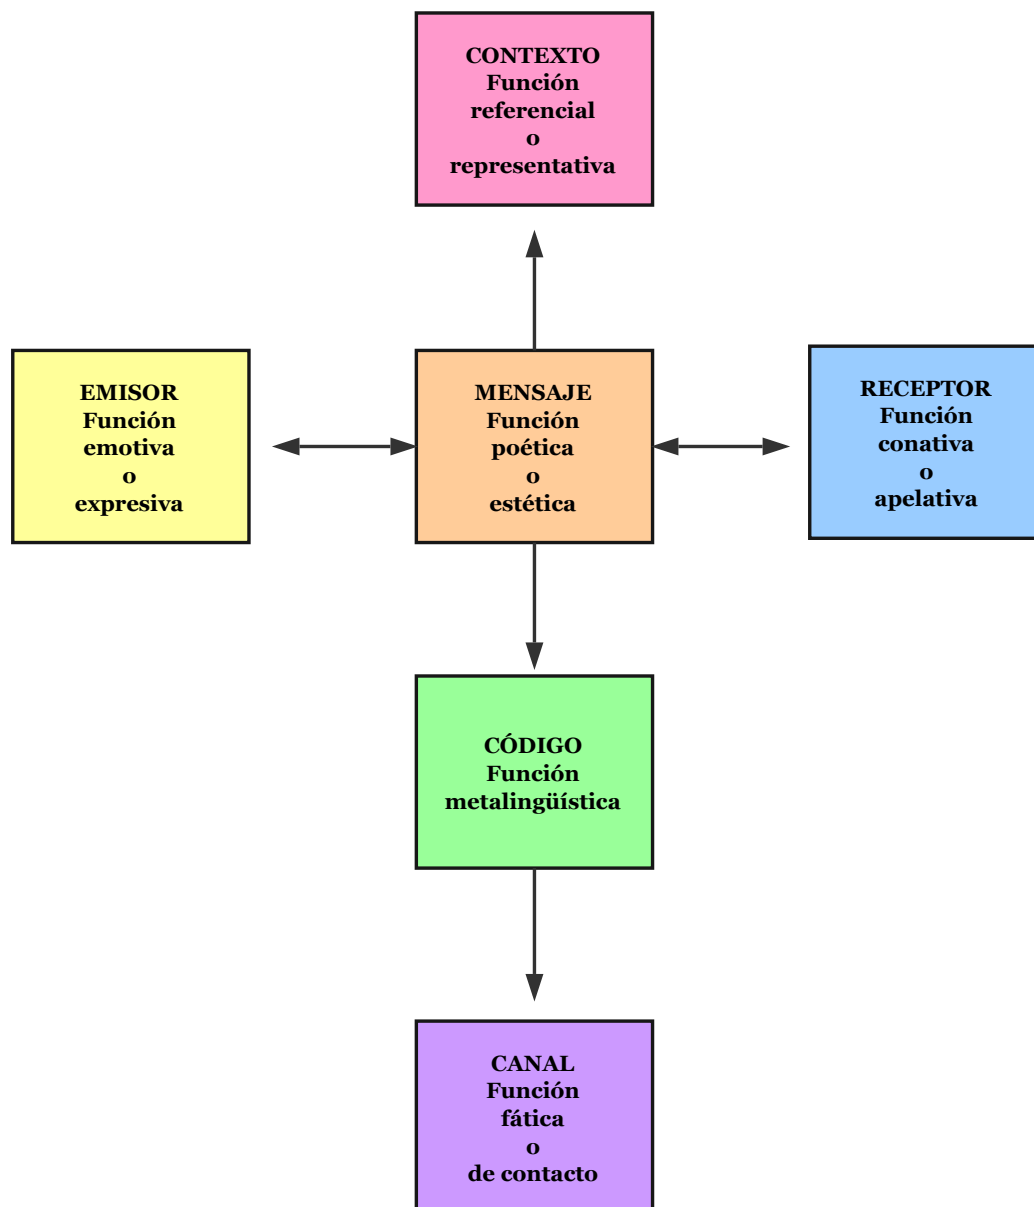 CONTEXTO
Función
referencial
o
representativa
EMISOR
Función
emotiva
o
expresiva
MENSAJE
Función
poética
o
estética
RECEPTOR
Función
conativa
o
apelativa
CÓDIGO
Función
metalingüística
CANAL
Función
fática
o
de contacto